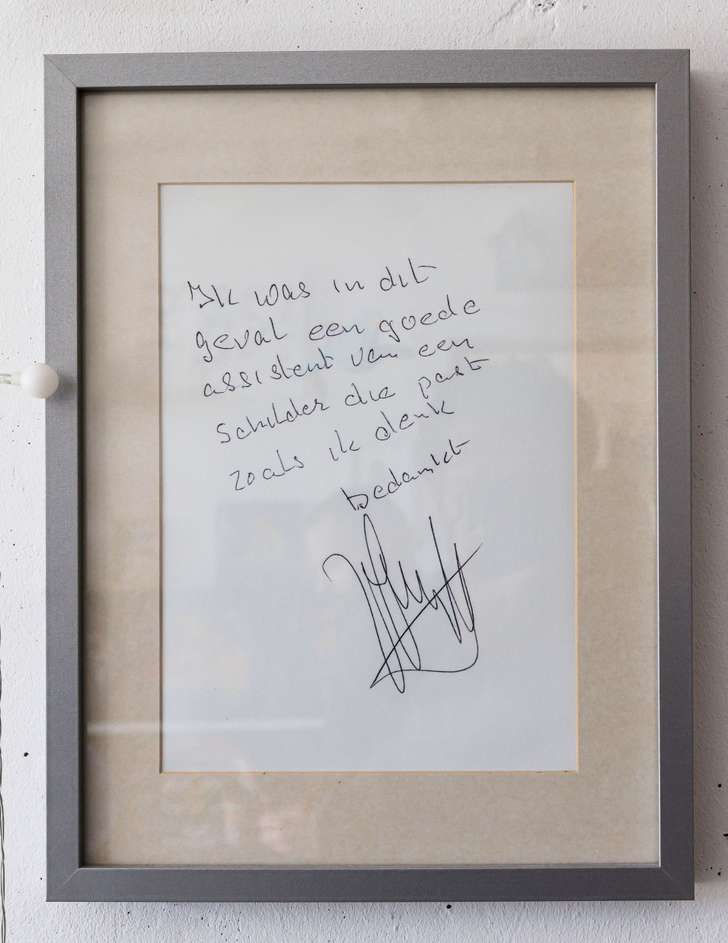 Ik was in dit
geval een goede
assistent van een
schilder die past
zoals ik denk
bedankt